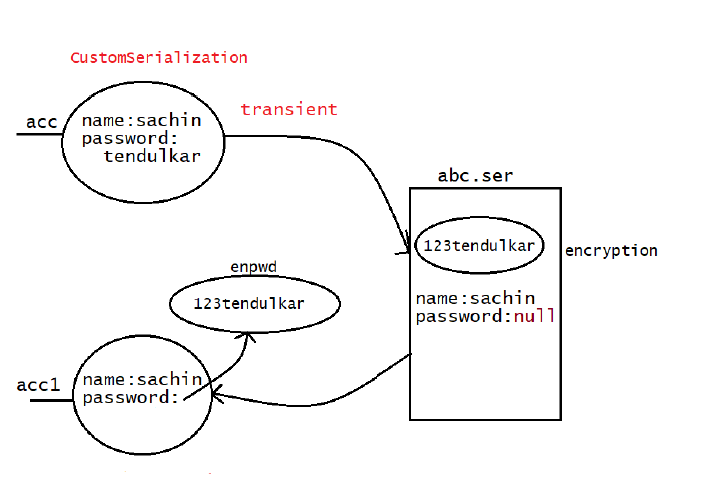 CustomSerialization
acc
name:sachin
password:
tendulkar
transient
abc.ser
123tendulkar
encryption
name:sachin
password:null
enpwd
123tendulkar
acc1
name:sachin
password: